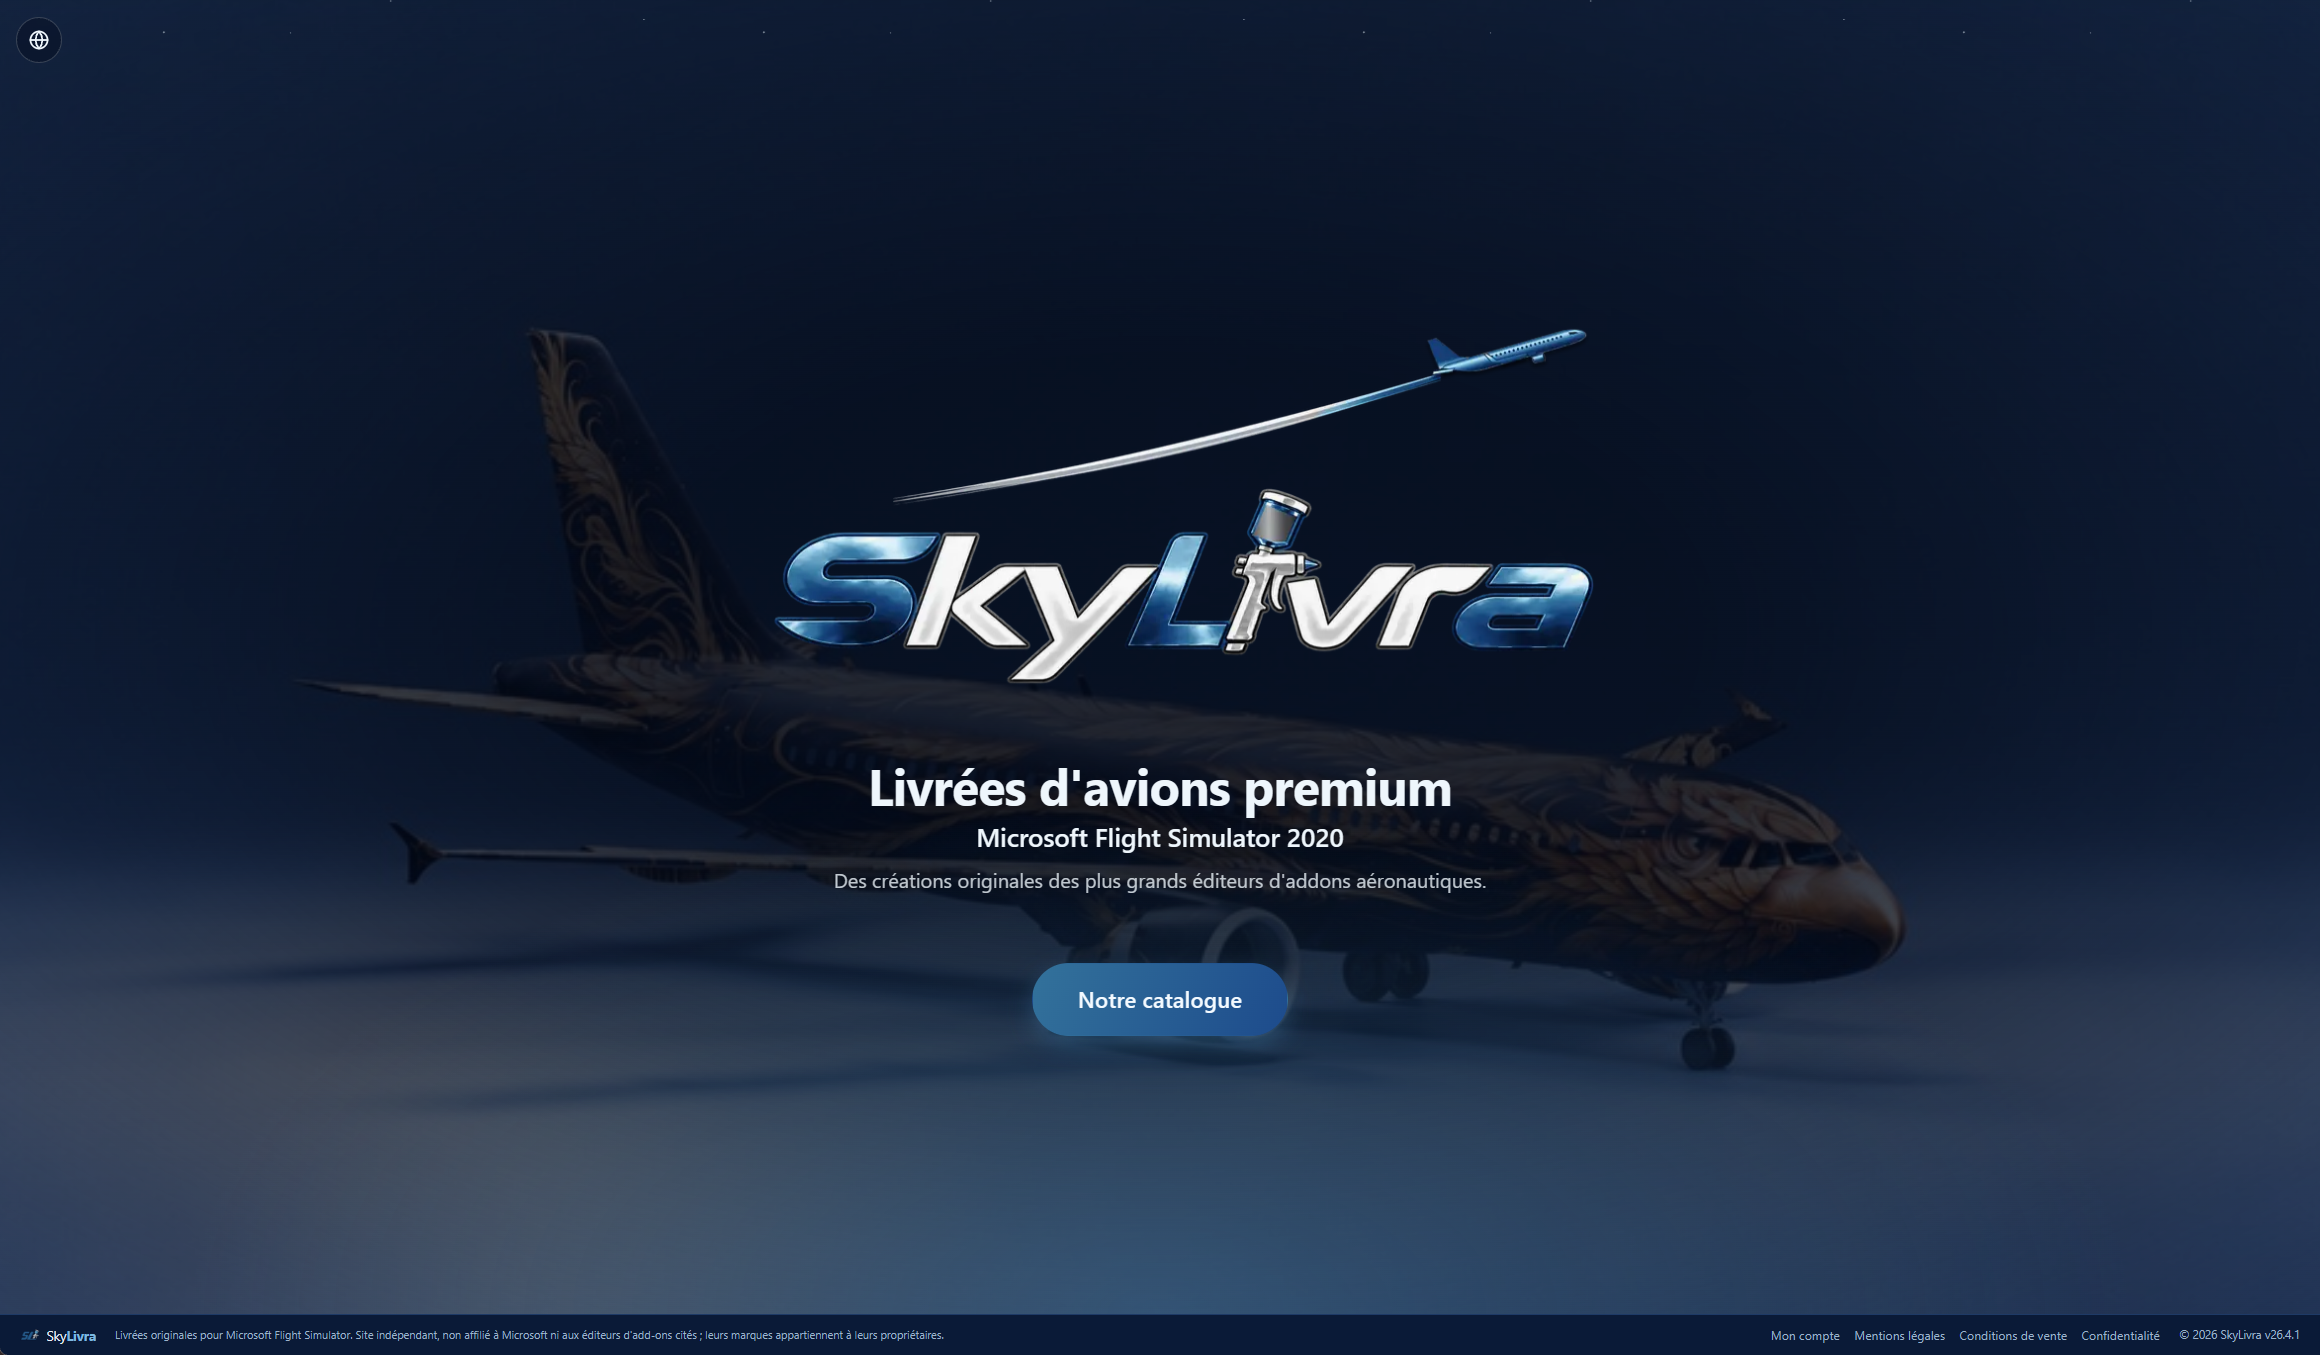 SkyLivra
Livrées d'avions premium
Microsoft Flight Simulator 2020
Des créations originales des plus grands éditeurs d'addons aéronautiques.
Notre catalogue
SkyLivra Livrées originales pour Microsoft Flight Simulator. Site indépendant, non affilié à Microsoft ni aux éditeurs d'add-ons cités ; leurs marques appartiennent à leurs propriétaires. Mon compte Mentions légales Conditions de vente Confidentialité © 2026 SkyLivra v26.4.1